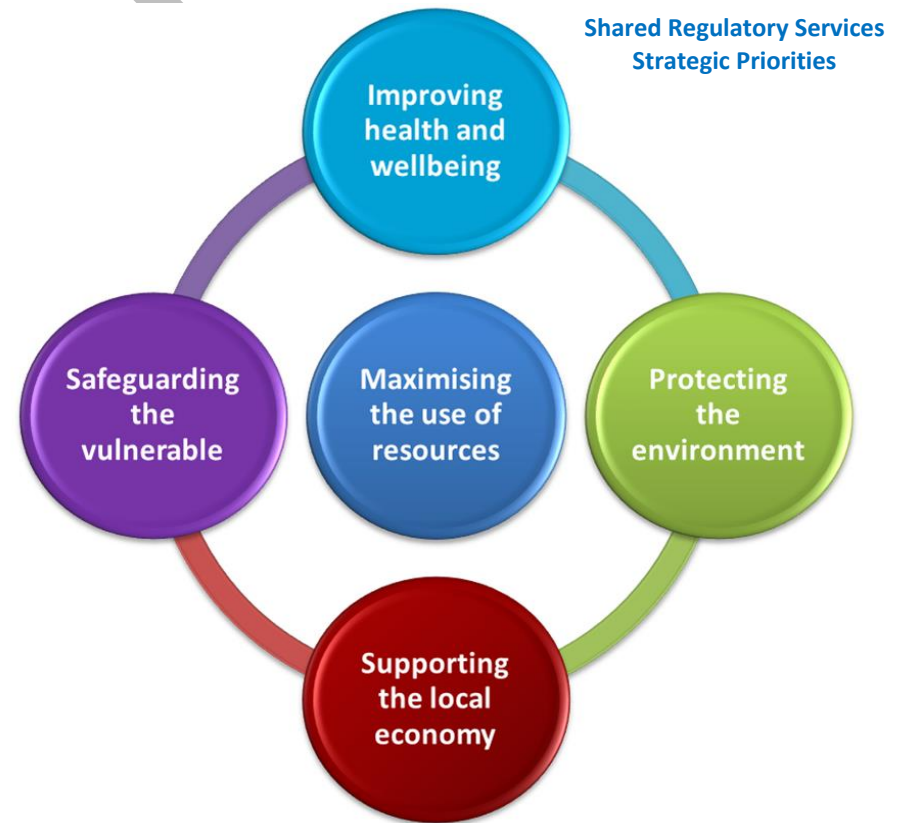 Shared Regulatory Services
Strategic Priorities
Improving
health and
wellbeing
Safeguarding
the
vulnerable
Maximising
the use of
resources
Protecting
the
environment
Supporting
the local
economy